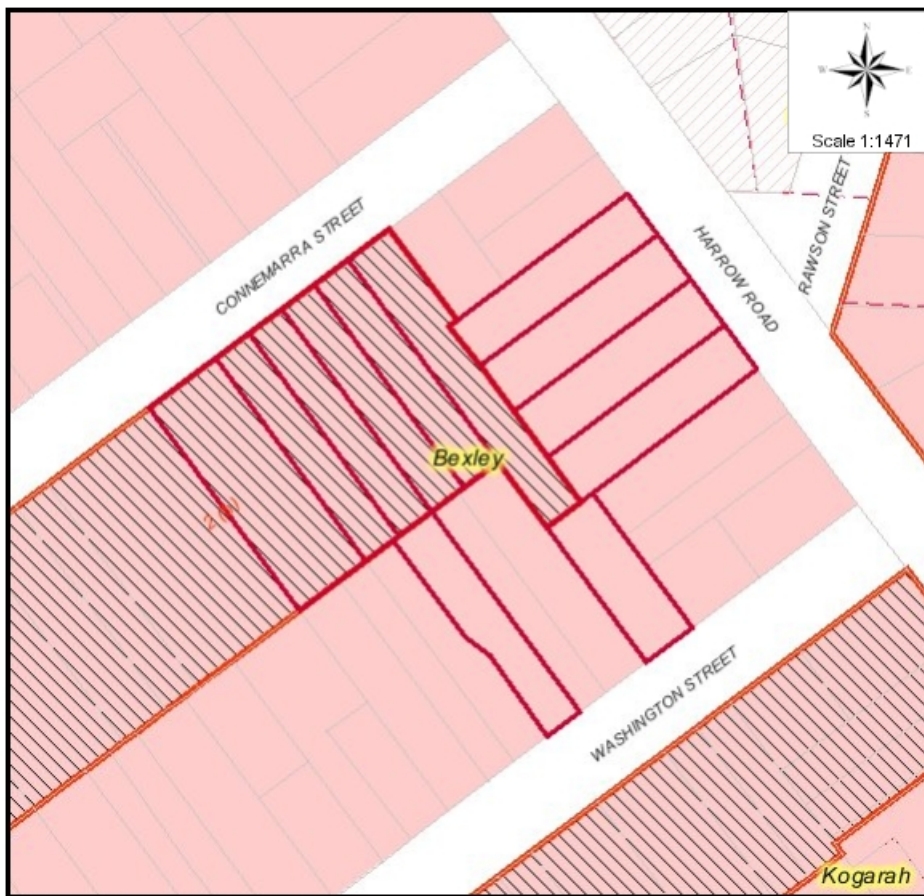 N
W E
S
Scale 1:1471
RAWSON STREET
CONNEMARRA STREET
HARROW ROAD
Bexley
WASHINGTON STREET
Kogarah